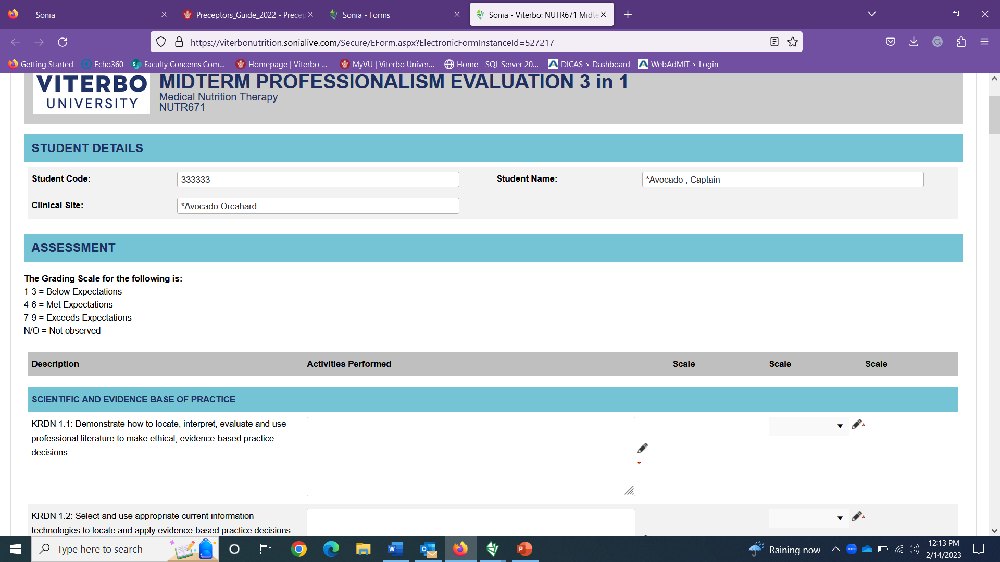 Sonia
Preceptors_Guide_2022 - Precep
Sonia - Forms
Sonia - Viterbo: NUTR671 Midte
https://viterbonutrition.sonialive.com/Secure/EForm.aspx?ElectronicFormInstanceId=527217
Getting Started
Echo360
Faculty Concerns Com...
Homepage | Viterbo ...
MyVU | Viterbo Univer...
Home - SQL Server 20...
DICAS > Dashboard
WebAdMIT > Login
VITERBO
UNIVERSITY
MIDTERM PROFESSIONALISM EVALUATION 3 in 1
Medical Nutrition Therapy
NUTR671
STUDENT DETAILS
Student Code:
333333
Student Name:
*Avocado , Captain
Clinical Site:
*Avocado Orcahard
ASSESSMENT
The Grading Scale for the following is:
1-3 = Below Expectations
4-6 = Met Expectations
7-9 = Exceeds Expectations
N/O = Not observed
Description
Activities Performed
Scale
Scale
Scale
SCIENTIFIC AND EVIDENCE BASE OF PRACTICE
KRDN 1.1: Demonstrate how to locate, interpret, evaluate and use
professional literature to make ethical, evidence-based practice
decisions.
*
*
KRDN 1.2: Select and use appropriate current information
technologies to locate and apply evidence-based practice decisions.
*
Type here to search
Raining now
zoom
12:13 PM
2/14/2023